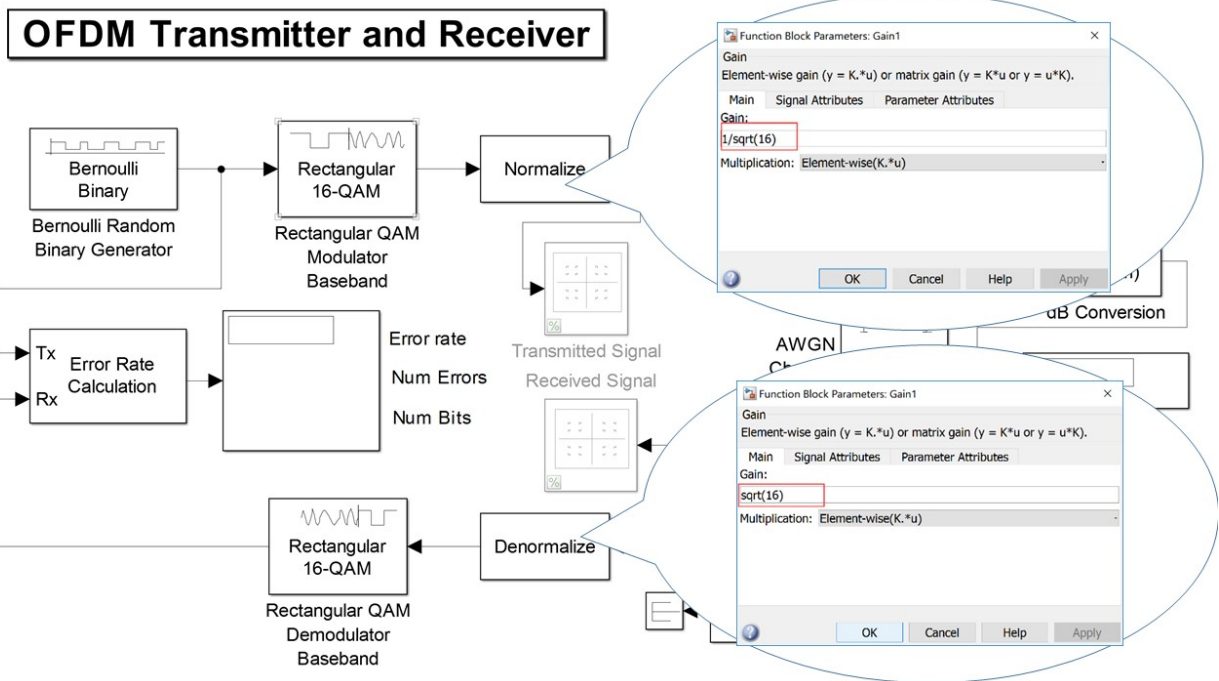 OFDM Transmitter and Receiver
Bernoulli
Binary
Bernoulli Random
Binary Generator
Rectangular
16-QAM
Rectangular QAM
Modulator
Baseband
Normalize
Function Block Parameters: Gain1
Gain
Element-wise gain (y = K.*u) or matrix gain (y = K*u or y = u*K).
Main Signal Attributes Parameter Attributes
Gain:
1/sqrt(16)
Multiplication: Element-wise(K.*u)
OK Cancel Help Apply
dB Conversion
Tx
Rx
Error Rate
Calculation
Error rate
Num Errors
Num Bits
Transmitted Signal
Received Signal
AWGN
Function Block Parameters: Gain1
Gain
Element-wise gain (y = K.*u) or matrix gain (y = K*u or y = u*K).
Main Signal Attributes Parameter Attributes
Gain:
sqrt(16)
Multiplication: Element-wise(K.*u)
OK Cancel Help Apply
Rectangular
16-QAM
Rectangular QAM
Demodulator
Baseband
Denormalize